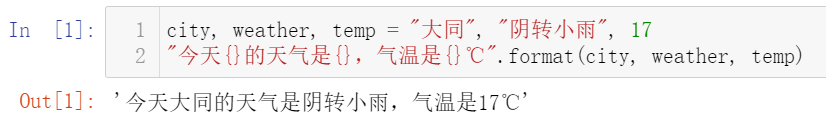 In [1]: 1 city, weather, temp = "大同", "阴转小雨", 17
2 "今天{}的天气是{}，气温是{}℃".format(city, weather, temp)
Out[1]: '今天大同的天气是阴转小雨，气温是17℃'